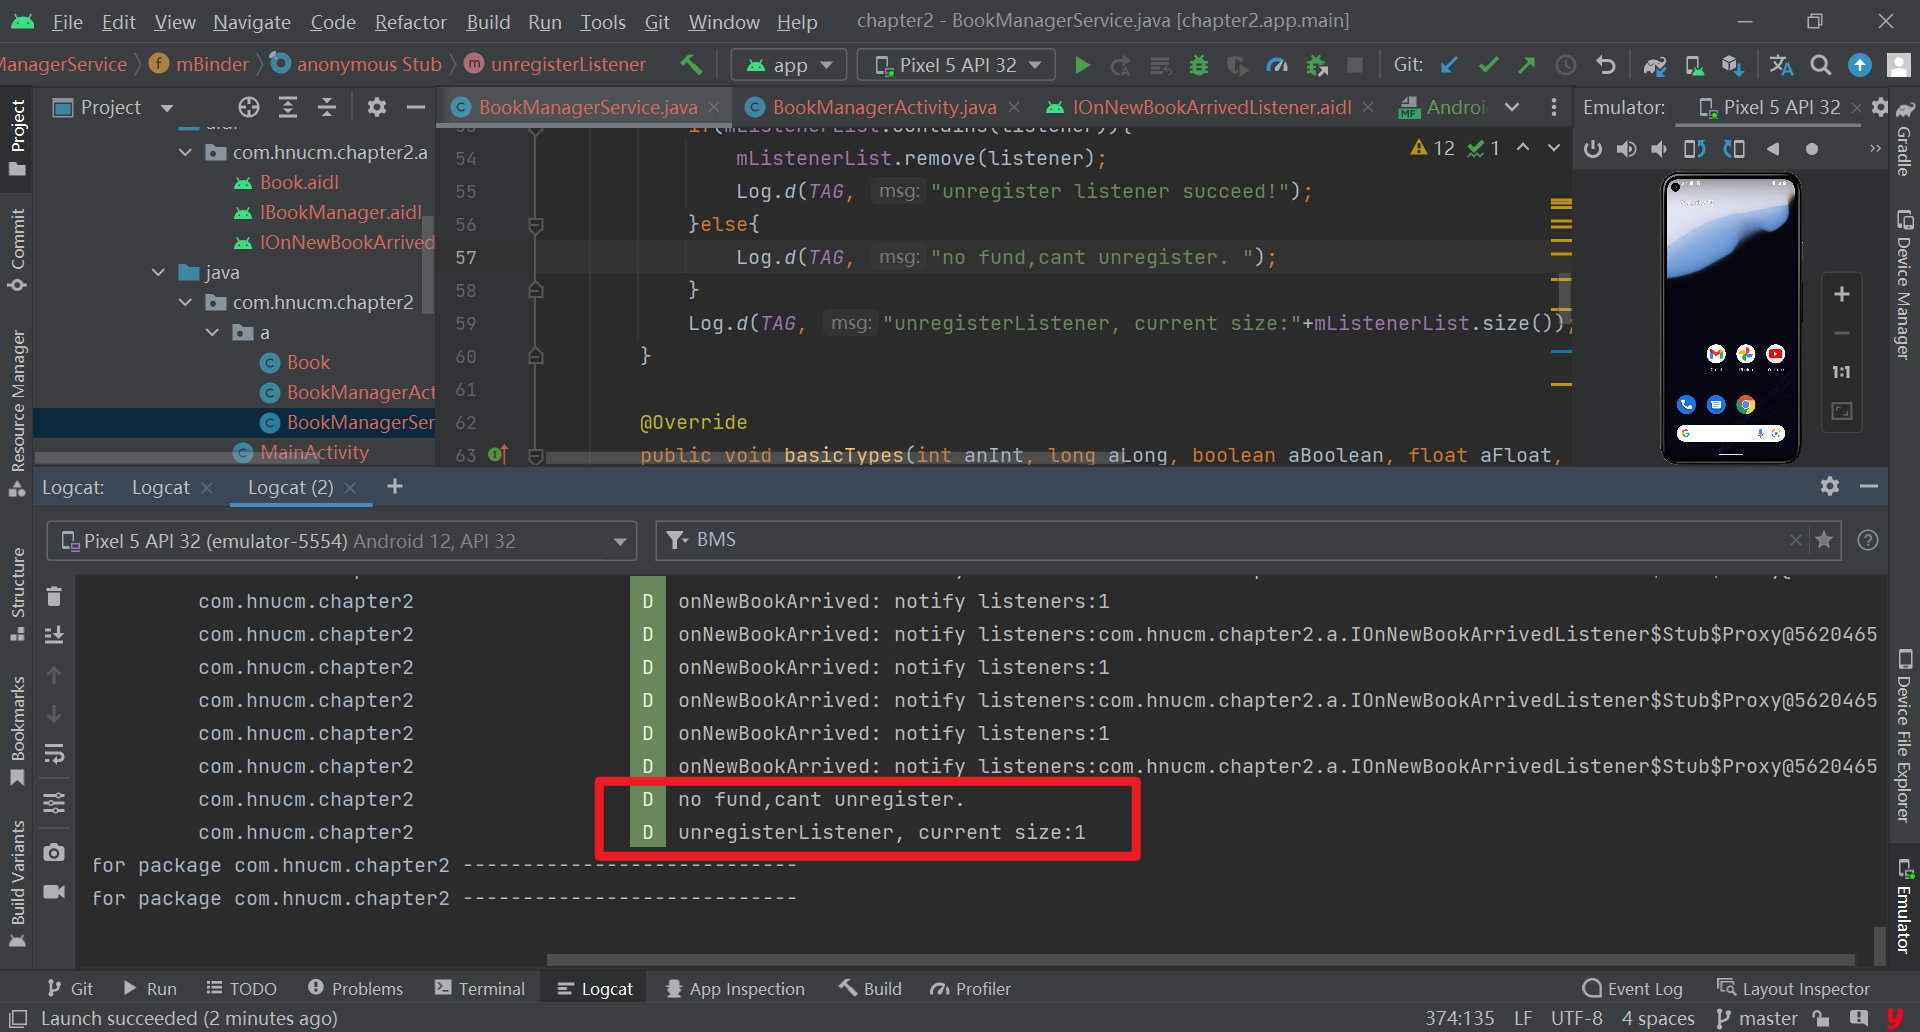 File Edit View Navigate Code Refactor Build Run Tools Git Window Help chapter2 - BookManagerService.java [chapter2.app.main]
ManagerService mBinder anonymous Stub unregisterListener app Pixel 5 API 32 Git:
Project BookManagerService.java BookManagerActivity.java IOnNewBookArrivedListener.aidl Androi Emulator: Pixel 5 API 32
com.hnucm.chapter2.a
Book.aidl
IBookManager.aidl
IOnNewBookArrived
java
com.hnucm.chapter2
a
Book
BookManagerAct
BookManagerSer
MainActivity
if(mListenerList.contains(listener)){
54 mListenerList.remove(listener);
55 Log.d(TAG, msg: "unregister listener succeed!");
56 }else{
57 Log.d(TAG, msg: "no fund,cant unregister. ");
58 }
59 Log.d(TAG, msg: "unregisterListener, current size:"+mListenerList.size());
60 }
61
62 @Override
63 public void basicTypes(int anInt, long aLong, boolean aBoolean, float aFloat,
12 1
1:1
Project
Commit
Resource Manager
Structure
Bookmarks
Build Variants
Gradle
Device Manager
Device File Explorer
Emulator
Logcat: Logcat Logcat (2)
Pixel 5 API 32 (emulator-5554) Android 12, API 32 BMS
com.hnucm.chapter2 D onNewBookArrived: notify listeners:1
com.hnucm.chapter2 D onNewBookArrived: notify listeners:com.hnucm.chapter2.a.IOnNewBookArrivedListener$Stub$Proxy@5620465
com.hnucm.chapter2 D onNewBookArrived: notify listeners:1
com.hnucm.chapter2 D onNewBookArrived: notify listeners:com.hnucm.chapter2.a.IOnNewBookArrivedListener$Stub$Proxy@5620465
com.hnucm.chapter2 D onNewBookArrived: notify listeners:1
com.hnucm.chapter2 D onNewBookArrived: notify listeners:com.hnucm.chapter2.a.IOnNewBookArrivedListener$Stub$Proxy@5620465
com.hnucm.chapter2 D no fund,cant unregister.
com.hnucm.chapter2 D unregisterListener, current size:1
for package com.hnucm.chapter2 ----------------------------
for package com.hnucm.chapter2 ----------------------------
Git Run TODO Problems Terminal Logcat App Inspection Build Profiler Event Log Layout Inspector
Launch succeeded (2 minutes ago) 374:135 LF UTF-8 4 spaces master